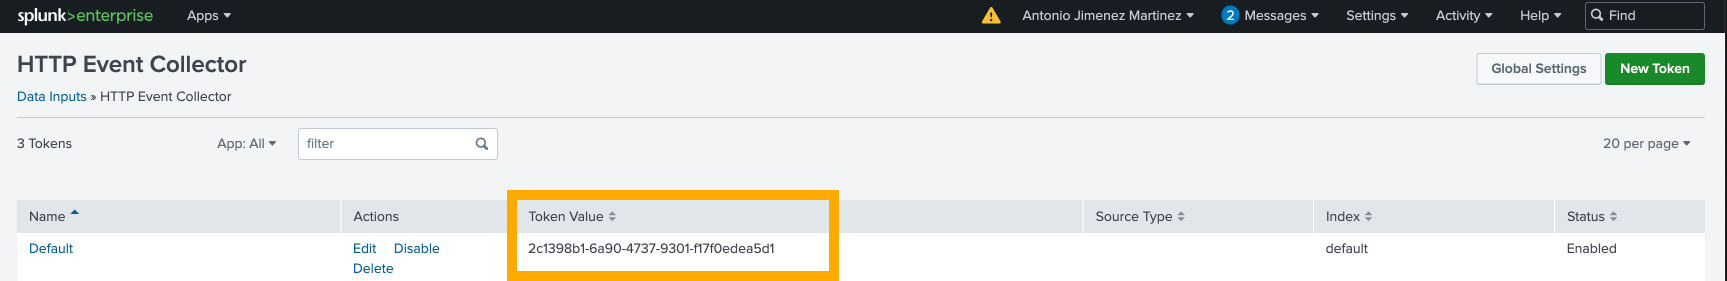 splunk>enterprise Apps Antonio Jimenez Martinez 2 Messages Settings Activity Help Find
HTTP Event Collector
Global Settings New Token
Data Inputs » HTTP Event Collector
3 Tokens App: All filter 20 per page
Name Actions Token Value Source Type Index Status
Default Edit Disable 2c1398b1-6a90-4737-9301-f17f0edea5d1 default Enabled
Delete